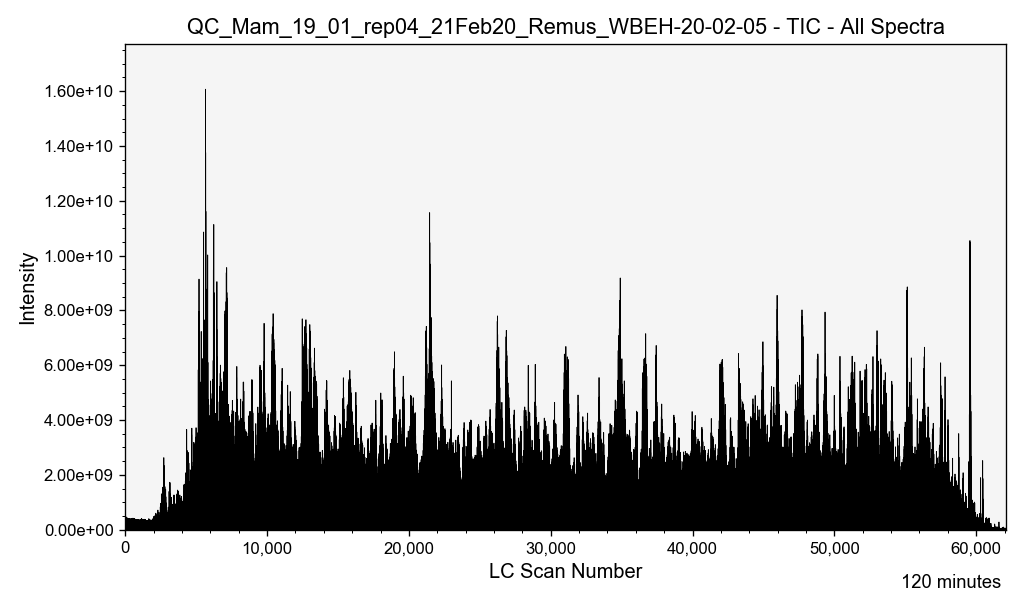 QC_Mam_19_01_rep04_21Feb20_Remus_WBEH-20-02-05 - TIC - All Spectra
Intensity
1.60e+10
1.40e+10
1.20e+10
1.00e+10
8.00e+09
6.00e+09
4.00e+09
2.00e+09
0.00e+00
0 10,000 20,000 30,000 40,000 50,000 60,000
LC Scan Number
120 minutes